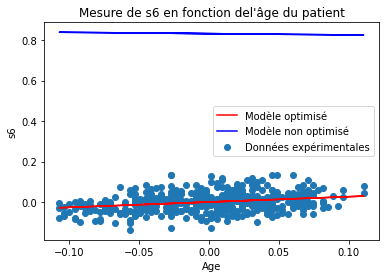 Mesure de s6 en fonction del'âge du patient
s6
0.8
0.6
0.4
0.2
0.0
Modèle optimisé
Modèle non optimisé
Données expérimentales
−0.10
−0.05
0.00
0.05
0.10
Age